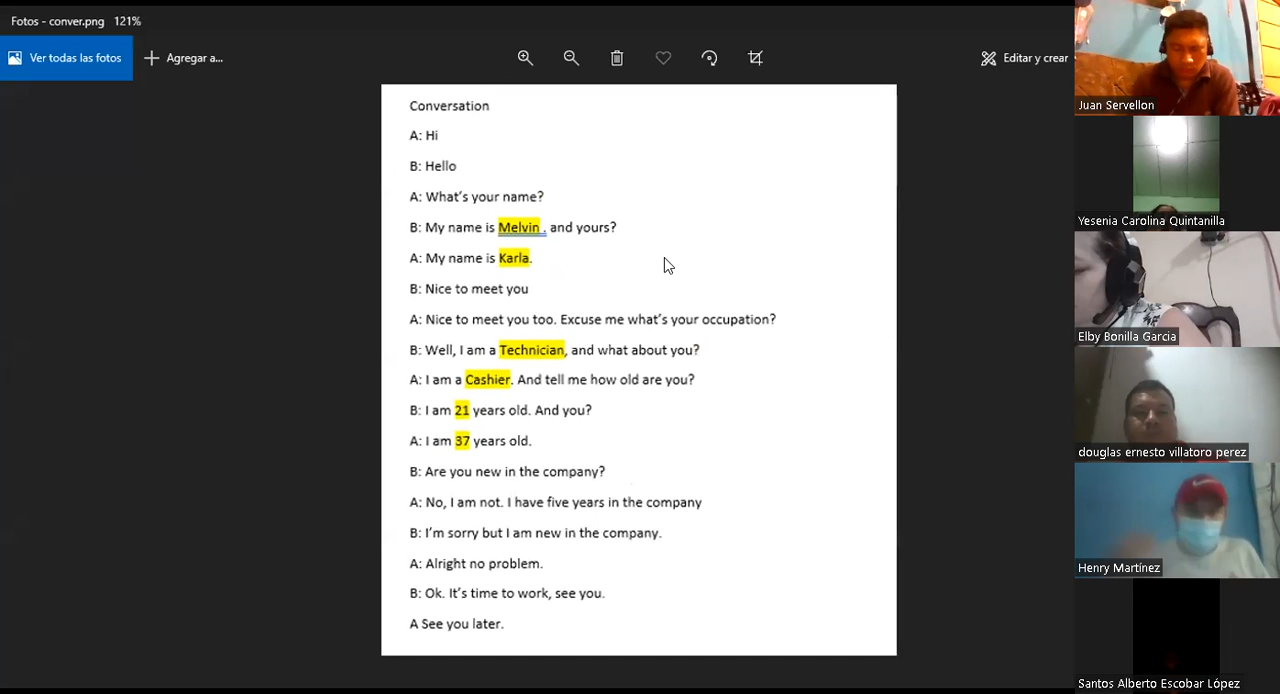 Fotos - conver.png 121%
Ver todas las fotos
Agregar a...
Editar y crear
Conversation
A: Hi
B: Hello
A: What's your name?
B: My name is Melvin . and yours?
A: My name is Karla.
B: Nice to meet you
A: Nice to meet you too. Excuse me what's your occupation?
B: Well, I am a Technician, and what about you?
A: I am a Cashier. And tell me how old are you?
B: I am 21 years old. And you?
A: I am 37 years old.
B: Are you new in the company?
A: No, I am not. I have five years in the company
B: I'm sorry but I am new in the company.
A: Alright no problem.
B: Ok. It's time to work, see you.
A See you later.
Juan Servellon
Yesenia Carolina Quintanilla
Elby Bonilla Garcia
douglas ernesto villatoro perez
Henry Martínez
Santos Alberto Escobar López